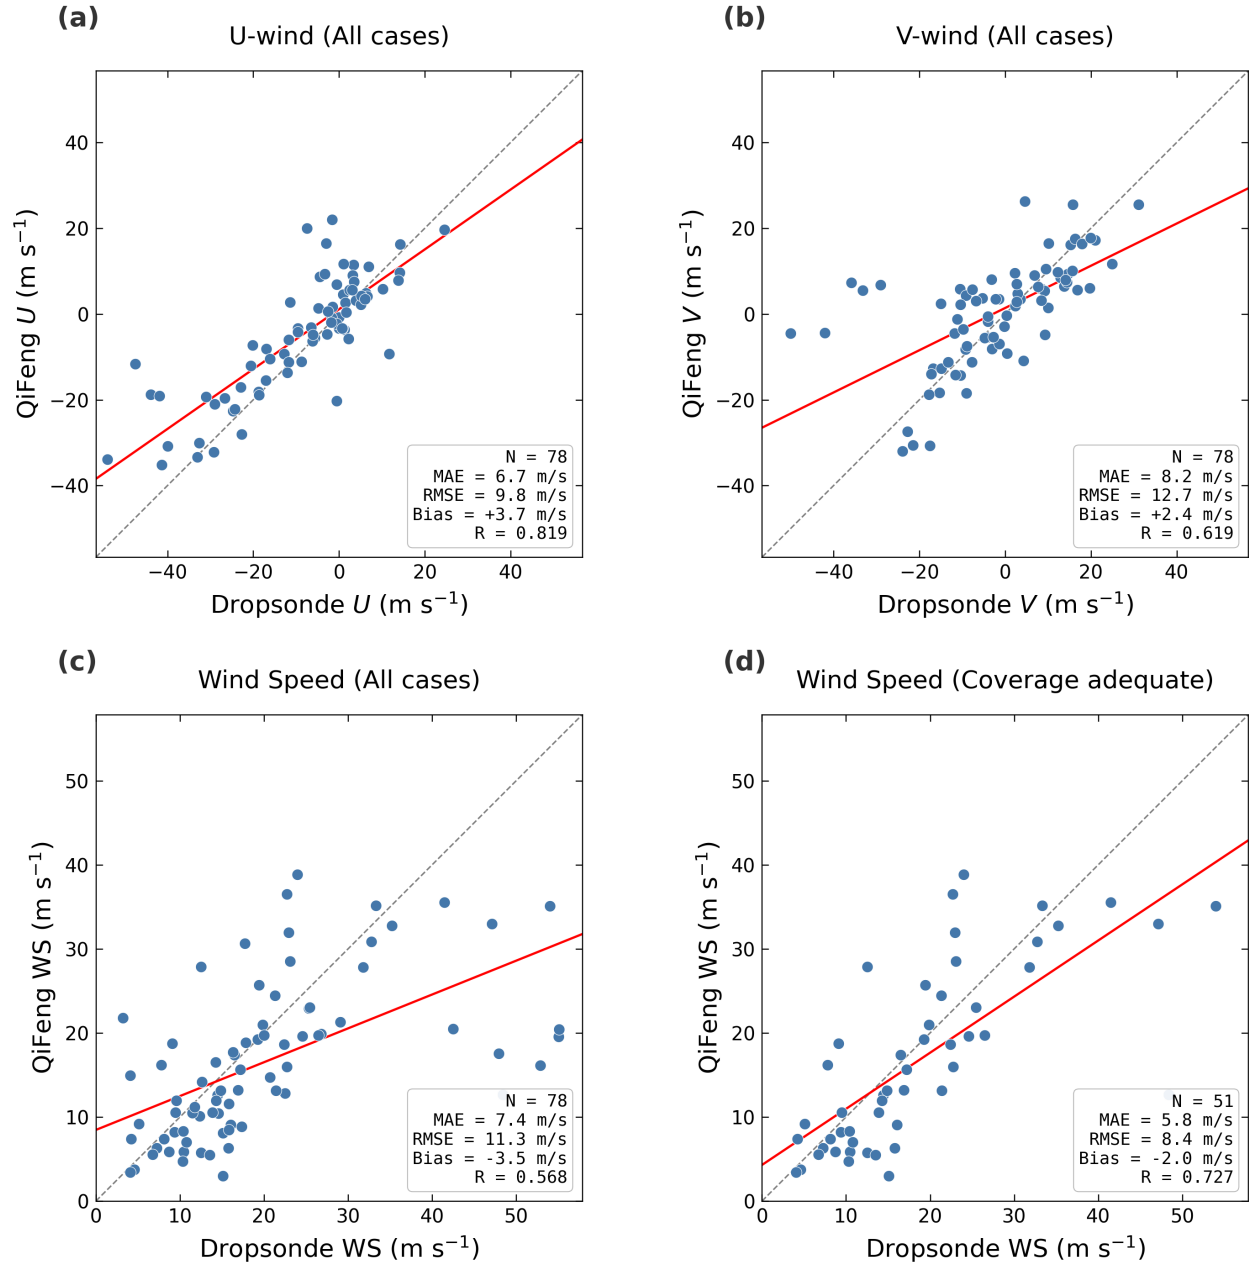 (a)
U-wind (All cases)
QiFeng U (m s⁻¹)
40
20
0
−20
−40
N = 78
MAE = 6.7 m/s
RMSE = 9.8 m/s
Bias = +3.7 m/s
R = 0.819
−40 −20 0 20 40
Dropsonde U (m s⁻¹)
(b)
V-wind (All cases)
QiFeng V (m s⁻¹)
40
20
0
−20
−40
N = 78
MAE = 8.2 m/s
RMSE = 12.7 m/s
Bias = +2.4 m/s
R = 0.619
−40 −20 0 20 40
Dropsonde V (m s⁻¹)
(c)
Wind Speed (All cases)
QiFeng WS (m s⁻¹)
50
40
30
20
10
0
N = 78
MAE = 7.4 m/s
RMSE = 11.3 m/s
Bias = -3.5 m/s
R = 0.568
0 10 20 30 40 50
Dropsonde WS (m s⁻¹)
(d)
Wind Speed (Coverage adequate)
QiFeng WS (m s⁻¹)
50
40
30
20
10
0
N = 51
MAE = 5.8 m/s
RMSE = 8.4 m/s
Bias = -2.0 m/s
R = 0.727
0 10 20 30 40 50
Dropsonde WS (m s⁻¹)